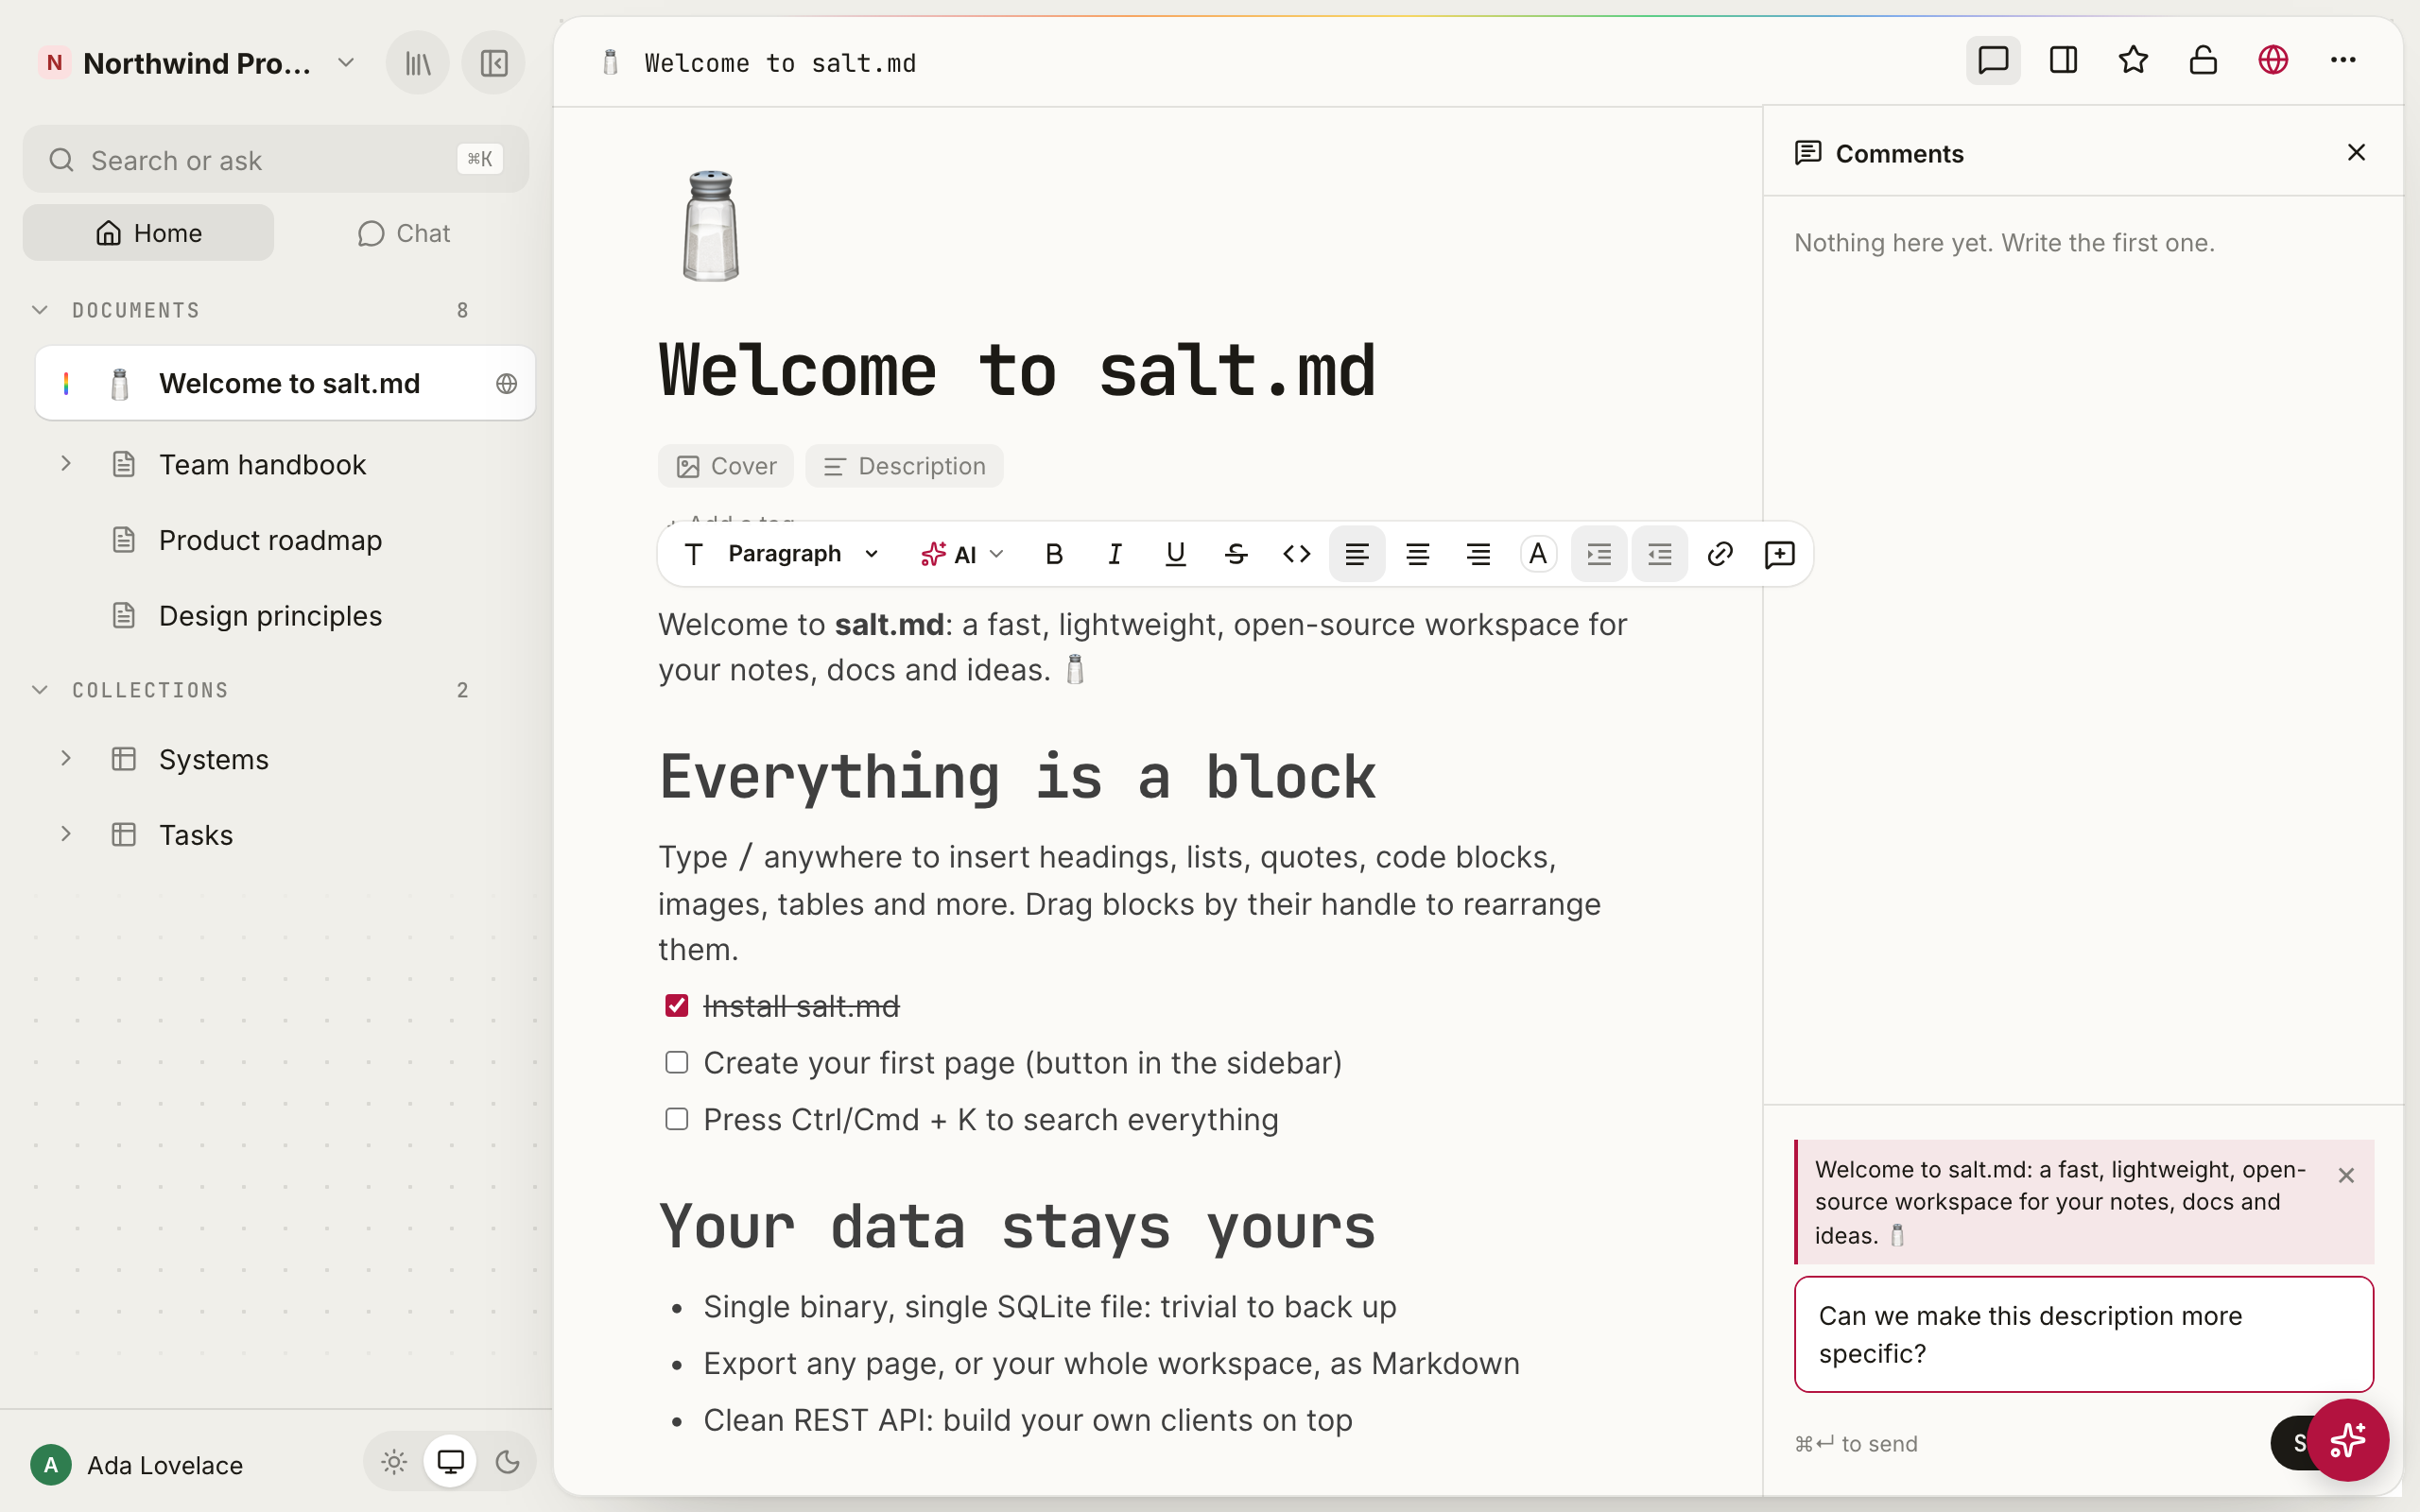 N Northwind Pro...
Search or ask ⌘K
Home Chat
DOCUMENTS 8
Welcome to salt.md
Team handbook
Product roadmap
Design principles
COLLECTIONS 2
Systems
Tasks
A Ada Lovelace
Welcome to salt.md
Welcome to salt.md
Cover Description
Paragraph AI B I U S A
Welcome to salt.md: a fast, lightweight, open-source workspace for
your notes, docs and ideas.
Everything is a block
Type / anywhere to insert headings, lists, quotes, code blocks,
images, tables and more. Drag blocks by their handle to rearrange
them.
Install salt.md
Create your first page (button in the sidebar)
Press Ctrl/Cmd + K to search everything
Your data stays yours
• Single binary, single SQLite file: trivial to back up
• Export any page, or your whole workspace, as Markdown
• Clean REST API: build your own clients on top
Comments
Nothing here yet. Write the first one.
Welcome to salt.md: a fast, lightweight, open-
source workspace for your notes, docs and
ideas.
Can we make this description more
specific?
⌘↵ to send